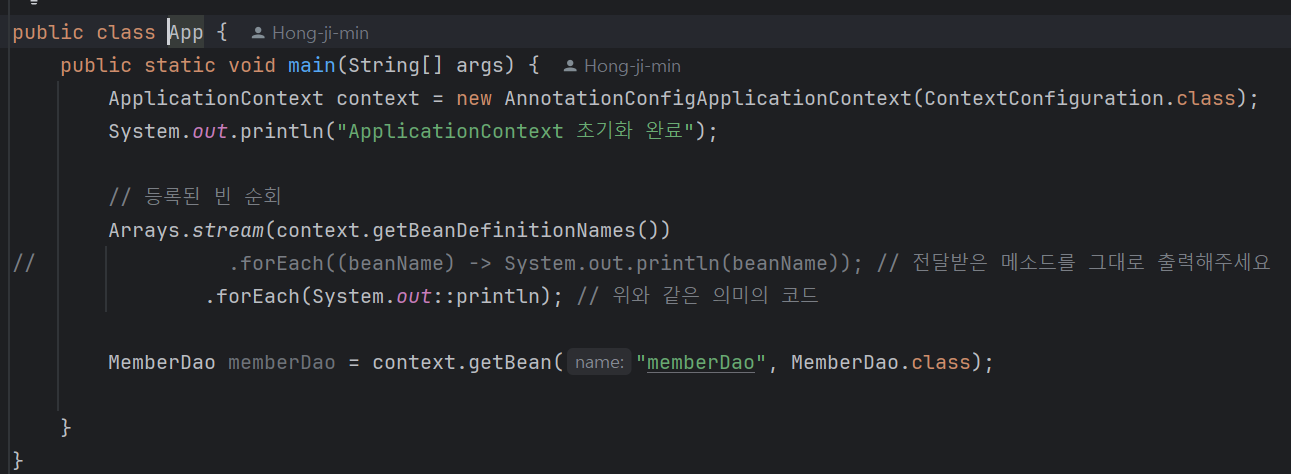 public class App { Hong-ji-min
public static void main(String[] args) { Hong-ji-min
ApplicationContext context = new AnnotationConfigApplicationContext(ContextConfiguration.class);
System.out.println("ApplicationContext 초기화 완료");
// 등록된 빈 순회
Arrays.stream(context.getBeanDefinitionNames())
// .forEach((beanName) -> System.out.println(beanName)); // 전달받은 메소드를 그대로 출력해주세요
.forEach(System.out::println); // 위와 같은 의미의 코드
MemberDao memberDao = context.getBean( name: "memberDao", MemberDao.class);
}
}